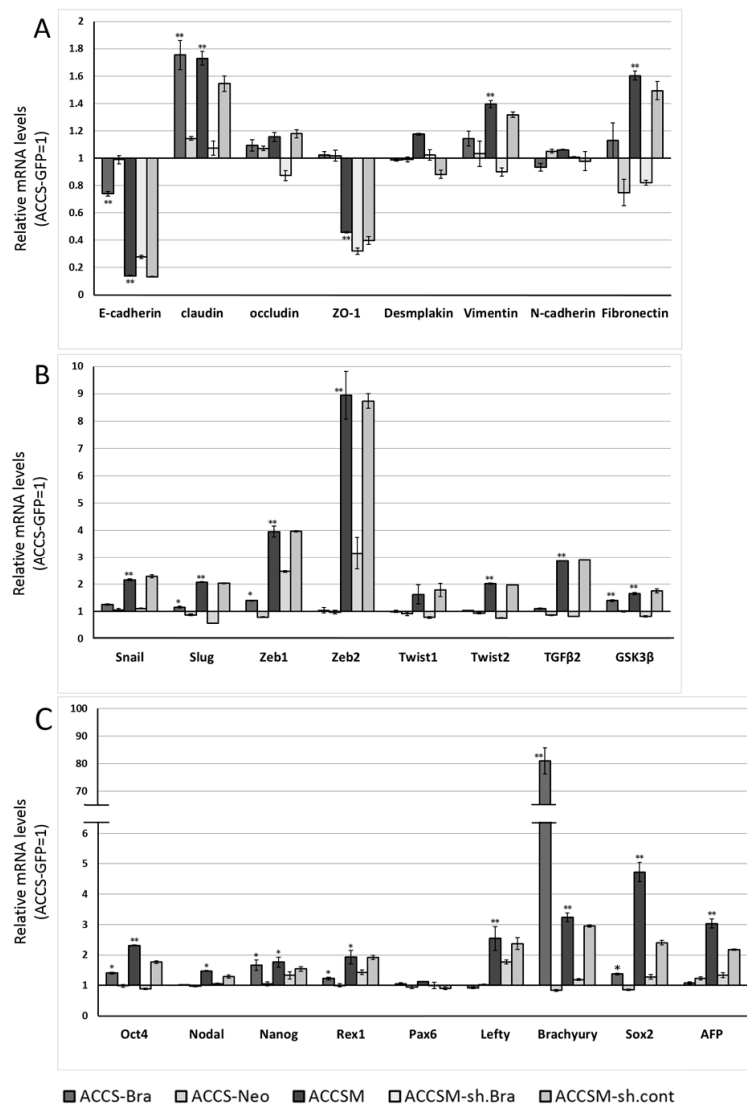 A
Relative mRNA levels
(ACCS-GFP=1)
2
1.8
1.6
1.4
1.2
1
0.8
0.6
0.4
0.2
0
** ** ** ** ** ** **
E-cadherin claudin occludin ZO-1 Desmplakin Vimentin N-cadherin Fibronectin
B
Relative mRNA levels
(ACCS-GFP=1)
10
9
8
7
6
5
4
3
2
1
0
** * ** * ** ** ** ** ** **
Snail Slug Zeb1 Zeb2 Twist1 Twist2 TGFβ2 GSK3β
C
Relative mRNA levels
(ACCS-GFP=1)
100
90
80
70
6
5
4
3
2
1
0
* ** * * * * * ** ** ** * ** **
Oct4 Nodal Nanog Rex1 Pax6 Lefty Brachyury Sox2 AFP
ACCS-Bra ACCS-Neo ACCSM ACCSM-sh.Bra ACCSM-sh.cont